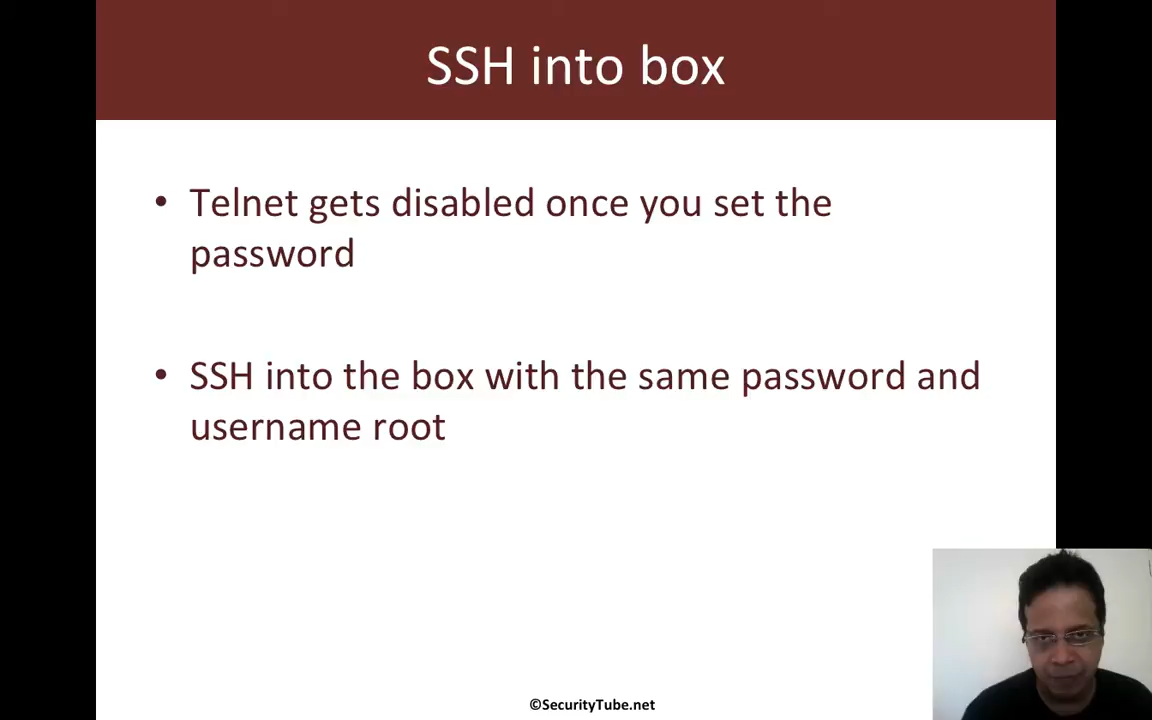 SSH into box
• Telnet gets disabled once you set the
password
• SSH into the box with the same password and
username root
©SecurityTube.net